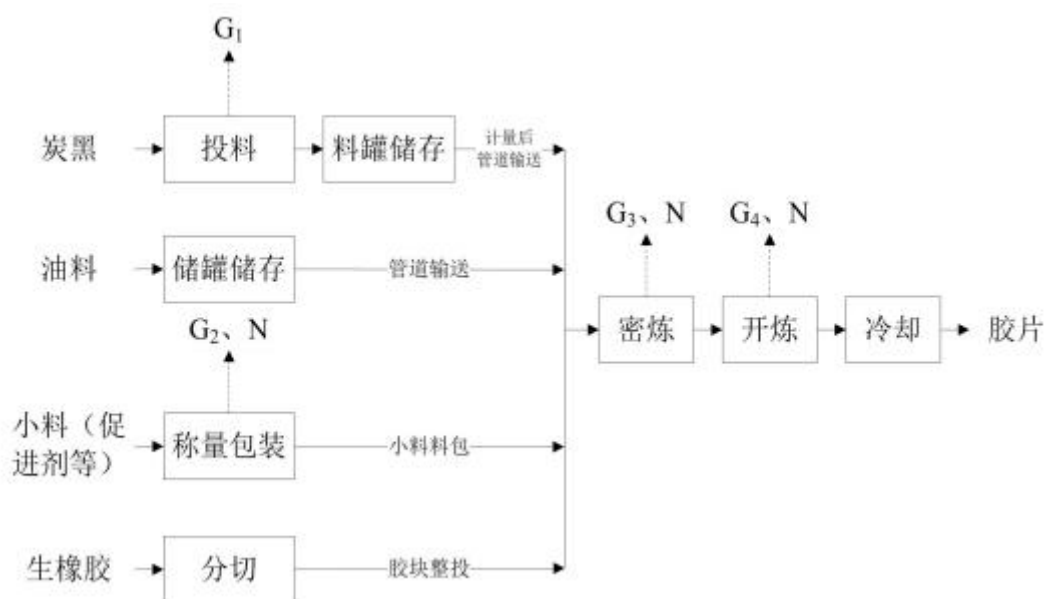 G₁
炭黑
投料
料罐储存
计量后
管道输送
G₃、N
G₄、N
油料
储罐储存
管道输送
G₂、N
密炼
开炼
冷却
胶片
小料（促
进剂等）
称量包装
小料料包
生橡胶
分切
胶块整投